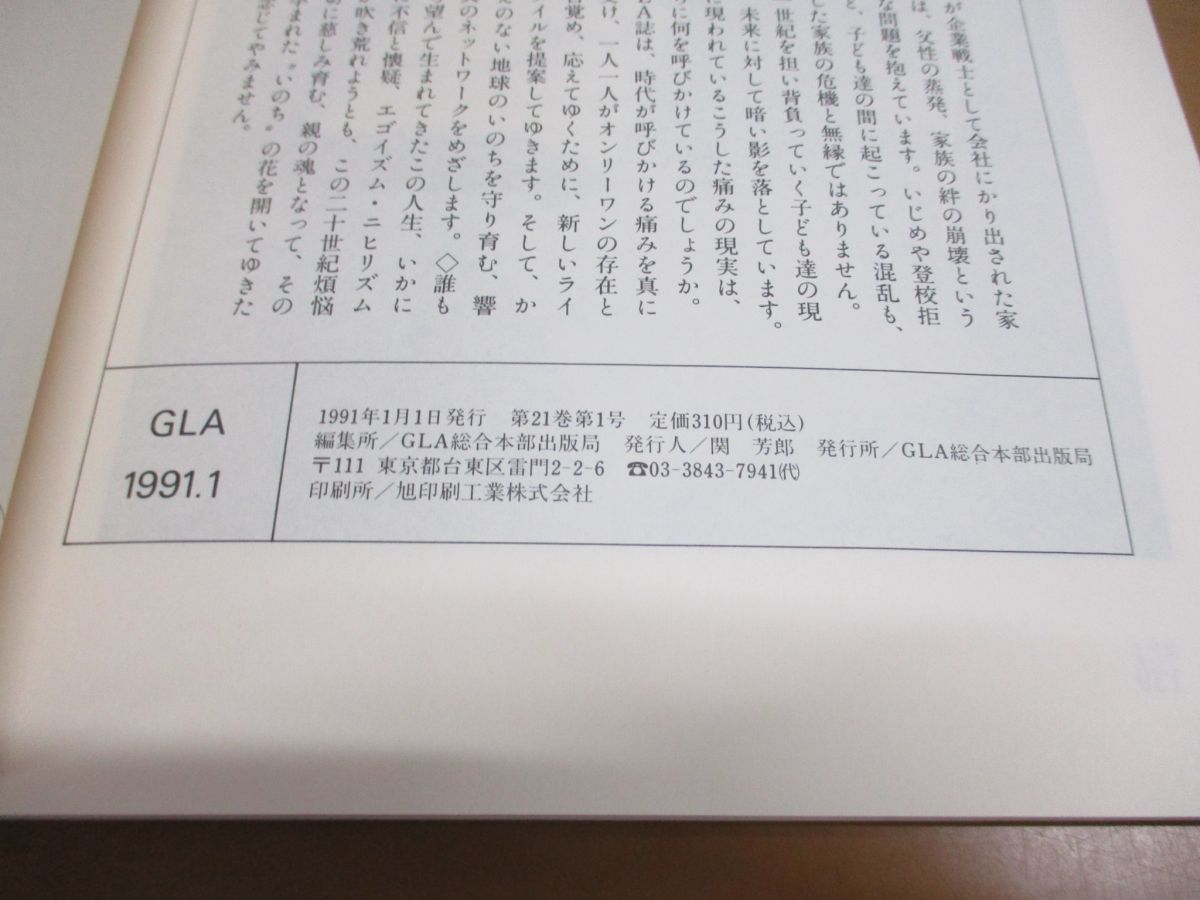 が企業戦士として会社にかり出された家
は、父性の蒸発、家族の絆の崩壊という
な問題を抱えています。いじめや登校拒
と、子ども達の間に起こっている混乱も、
した家族の危機と無縁ではありません。
世紀を担い背負っていく子ども達の現
未来に対して暗い影を落としています。
に現われているこうした痛みの現実は、
に何を呼びかけているのでしょうか。
A誌は、時代が呼びかける痛みを真に
け、一人一人がオンリーワンの存在と
覚め、応えてゆくために、新しいライ
イルを提案してゆきます。そして、か
えのない地球のいのちを守り育む、響
のネットワークをめざします。◇誰も
望んで生まれてきたこの人生、いかに
不信と懐疑、エゴイズム・ニヒリズム
吹き荒れようとも、この二十世紀煩悩
に慈しみ育む、親の魂となって、その
まれた〝いのち〟の花を開いてゆきた
じてやみません。
GLA
1991.1
1991年1月1日発行 第21巻第1号 定価310円(税込)
編集所/GLA総合本部出版局 発行人/関 芳郎 発行所/GLA総合本部出版局
〒111 東京都台東区雷門2-2-6 ☎03-3843-7941㈹
印刷所/旭印刷工業株式会社